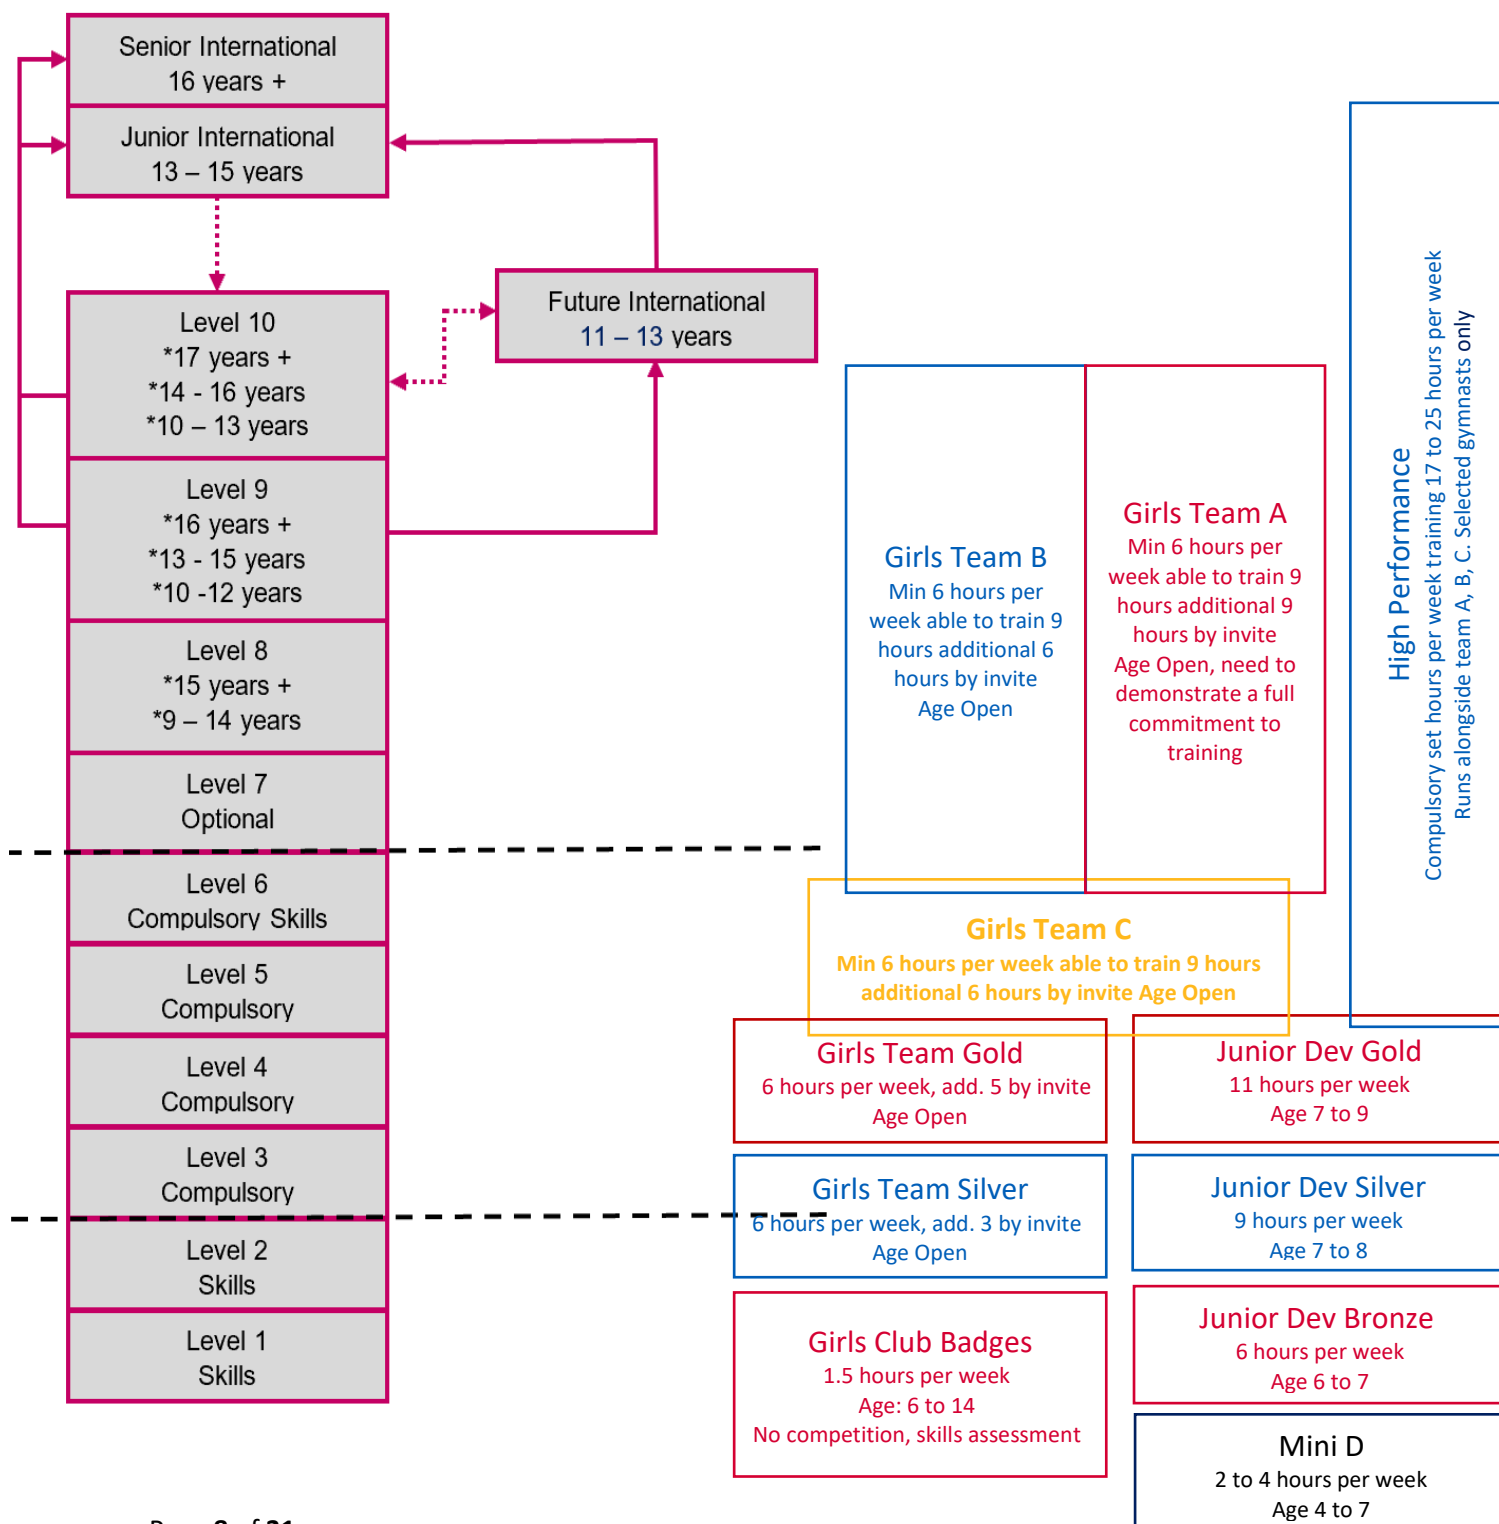 Senior International
16 years +
Junior International
13 – 15 years
Level 10
*17 years +
*14 - 16 years
*10 – 13 years
Future International
11 – 13 years
Level 9
*16 years +
*13 - 15 years
*10 -12 years
Level 8
*15 years +
*9 – 14 years
Level 7
Optional
Level 6
Compulsory Skills
Level 5
Compulsory
Level 4
Compulsory
Level 3
Compulsory
Level 2
Skills
Level 1
Skills
Girls Team B
Min 6 hours per
week able to train 9
hours additional 6
hours by invite
Age Open
Girls Team A
Min 6 hours per
week able to train 9
hours additional 9
hours by invite
Age Open, need to
demonstrate a full
commitment to
training
High Performance
Compulsory set hours per week training 17 to 25 hours per week
Runs alongside team A, B, C. Selected gymnasts only
Girls Team C
Min 6 hours per week able to train 9 hours
additional 6 hours by invite Age Open
Girls Team Gold
6 hours per week, add. 5 by invite
Age Open
Junior Dev Gold
11 hours per week
Age 7 to 9
Girls Team Silver
6 hours per week, add. 3 by invite
Age Open
Junior Dev Silver
9 hours per week
Age 7 to 8
Girls Club Badges
1.5 hours per week
Age: 6 to 14
No competition, skills assessment
Junior Dev Bronze
6 hours per week
Age 6 to 7
Mini D
2 to 4 hours per week
Age 4 to 7